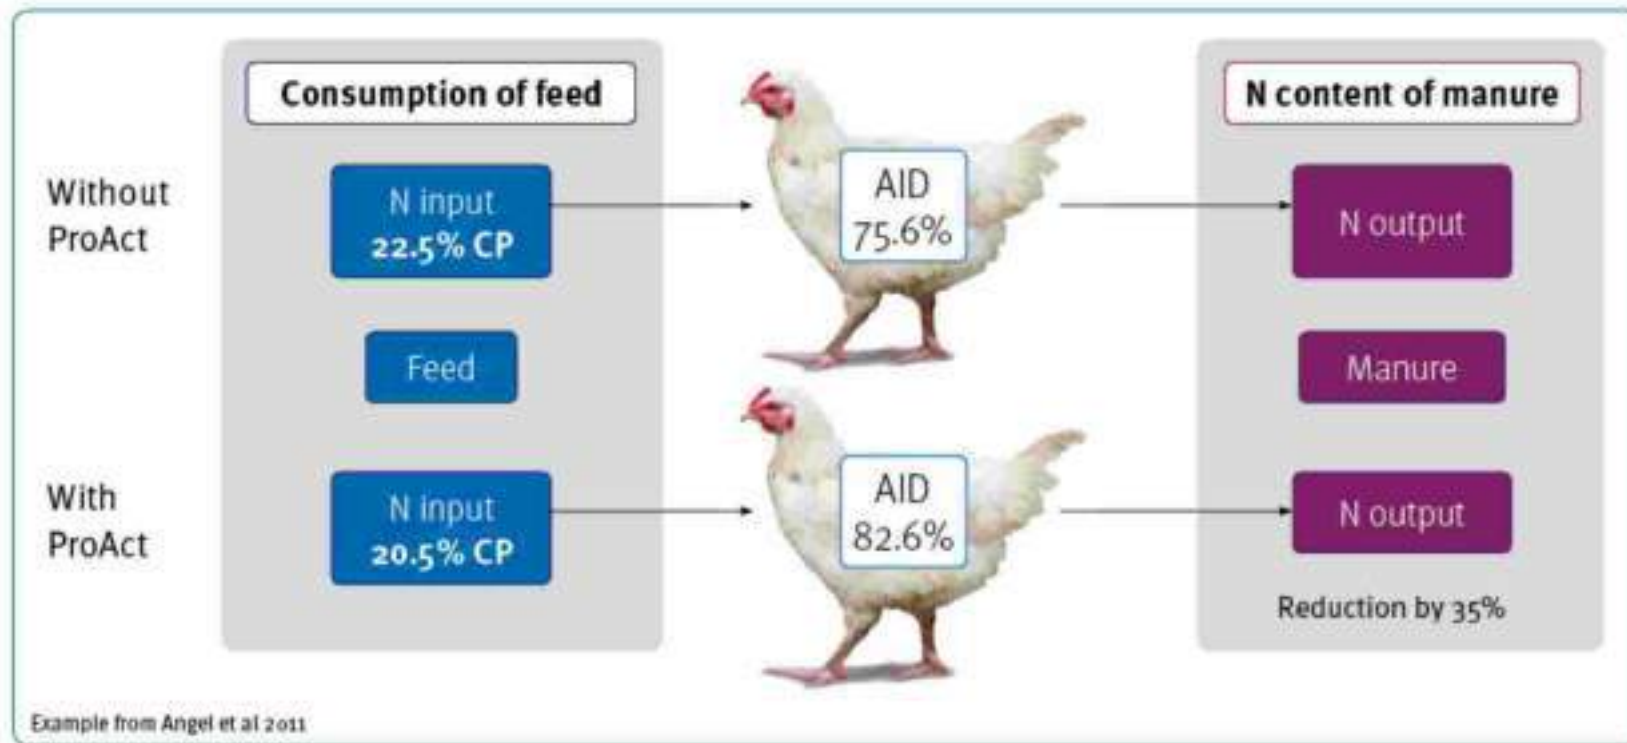 Consumption of feed
N content of manure
Without
ProAct
N input
22.5% CP
AID
75.6%
N output
Feed
Manure
With
ProAct
N input
20.5% CP
AID
82.6%
N output
Reduction by 35%
Example from Angel et al 2011